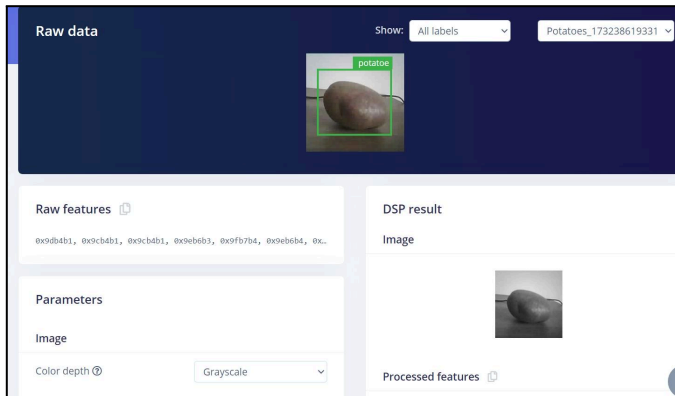 Raw data
Show:
All labels
Potatoes_173238619331
potatoe
Raw features
0x9db4b1, 0x9cb4b1, 0x9cb4b1, 0x9eb6b3, 0x9fb7b4, 0x9eb6b4, 0x…
DSP result
Image
Parameters
Image
Color depth
Grayscale
Processed features